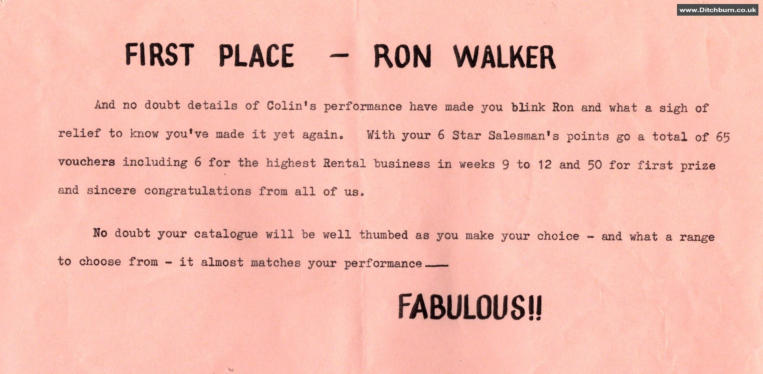 www.Ditchburn.co.uk
FIRST PLACE — RON WALKER
And no doubt details of Colin's performance have made you blink Ron and what a sigh of
relief to know you've made it yet again. With your 6 Star Salesman's points go a total of 65
vouchers including 6 for the highest Rental business in weeks 9 to 12 and 50 for first prize
and sincere congratulations from all of us.
No doubt your catalogue will be well thumbed as you make your choice - and what a range
to choose from - it almost matches your performance —
FABULOUS!!